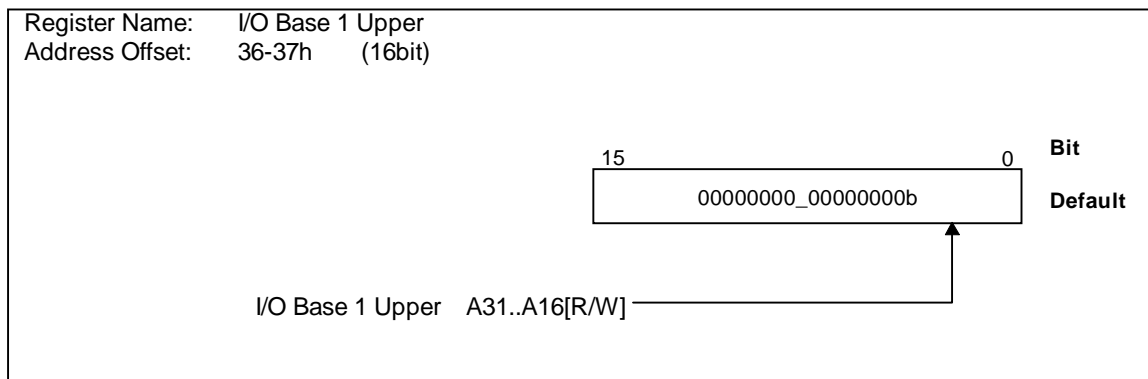 Register Name: I/O Base 1 Upper
Address Offset: 36-37h (16bit)
15 0 Bit
00000000_00000000b Default
I/O Base 1 Upper A31..A16[R/W]